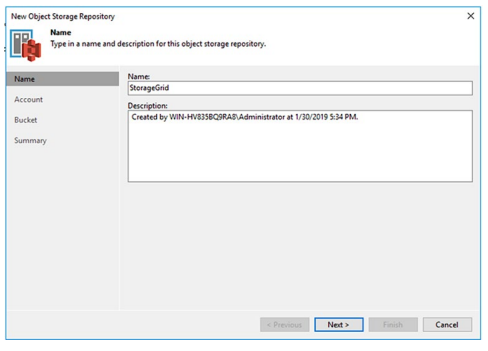 New Object Storage Repository
Name
Type in a name and description for this object storage repository.
Name
Account
Bucket
Summary
Name:
StorageGrid
Description:
Created by WIN-HV835BQ9RA8\Administrator at 1/30/2019 5:34 PM.
< Previous
Next >
Finish
Cancel